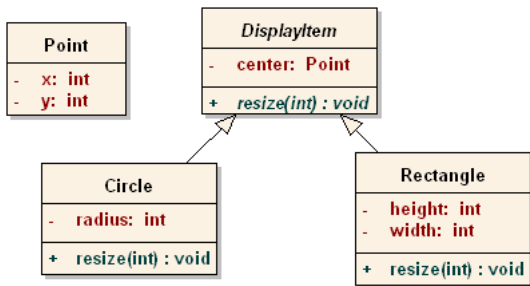 Point
- x: int
- y: int
DisplayItem
- center: Point
+ resize(int) : void
Circle
- radius: int
+ resize(int) : void
Rectangle
- height: int
- width: int
+ resize(int) : void